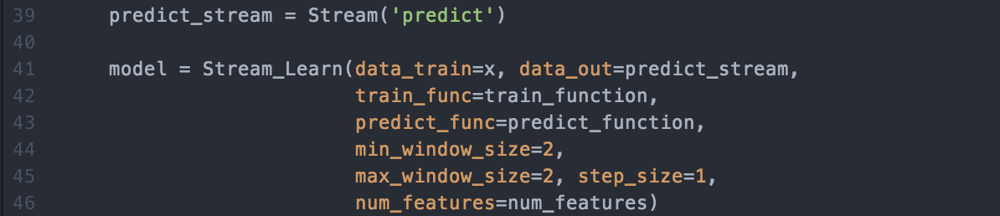 39 predict_stream = Stream('predict')
40
41 model = Stream_Learn(data_train=x, data_out=predict_stream,
42 train_func=train_function,
43 predict_func=predict_function,
44 min_window_size=2,
45 max_window_size=2, step_size=1,
46 num_features=num_features)